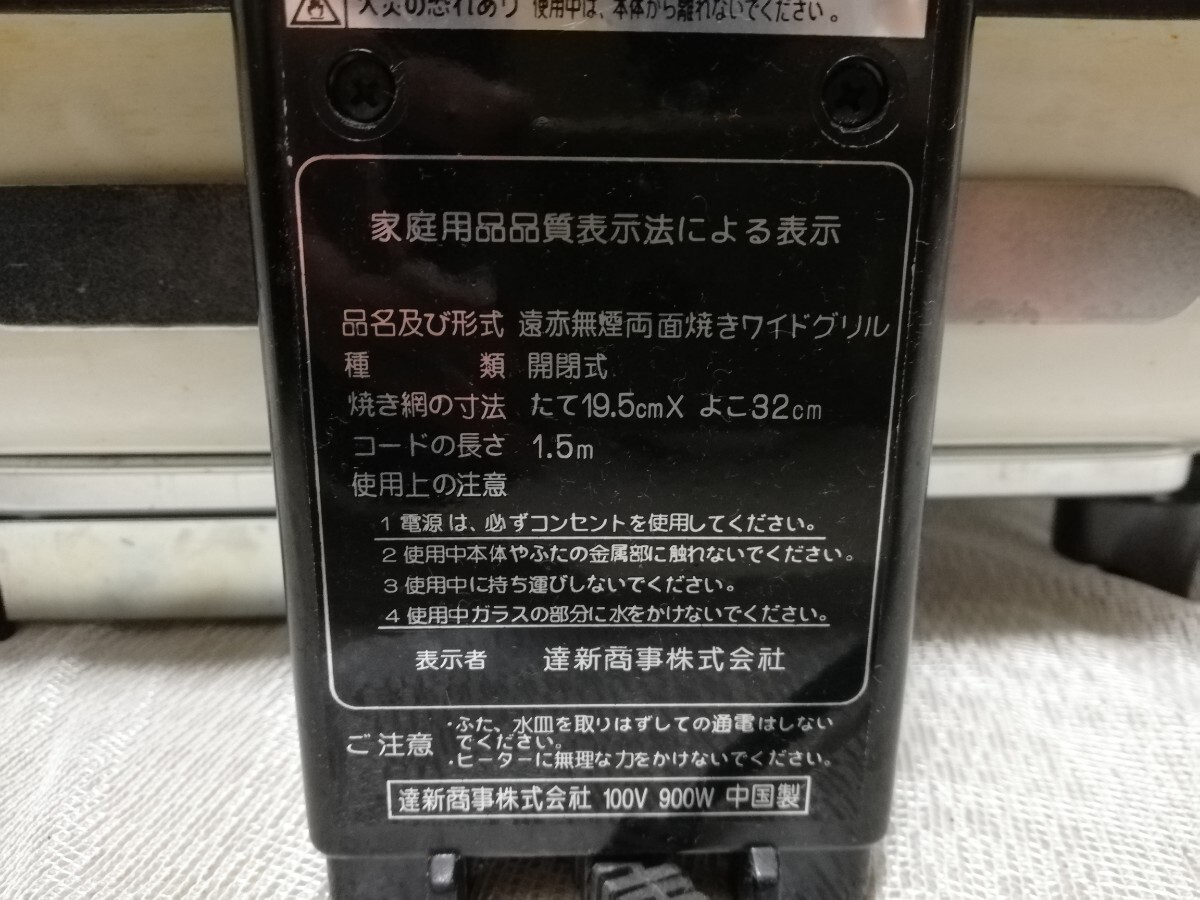 火災の恐れあり 使用中は、本体から離れないでください。
家庭用品品質表示法による表示
品名及び形式 遠赤無煙両面焼きワイドグリル
種 類 開閉式
焼き網の寸法 たて19.5cmX よこ32cm
コードの長さ 1.5m
使用上の注意
1 電源は、必ずコンセントを使用してください。
2 使用中本体やふたの金属部に触れないでください。
3 使用中に持ち運びしないでください。
4 使用中ガラスの部分に水をかけないでください。
表示者 達新商事株式会社
ご注意
・ふた、水皿を取りはずしての通電はしない
でください。
・ヒーターに無理な力をかけないでください。
達新商事株式会社 100V 900W 中国製